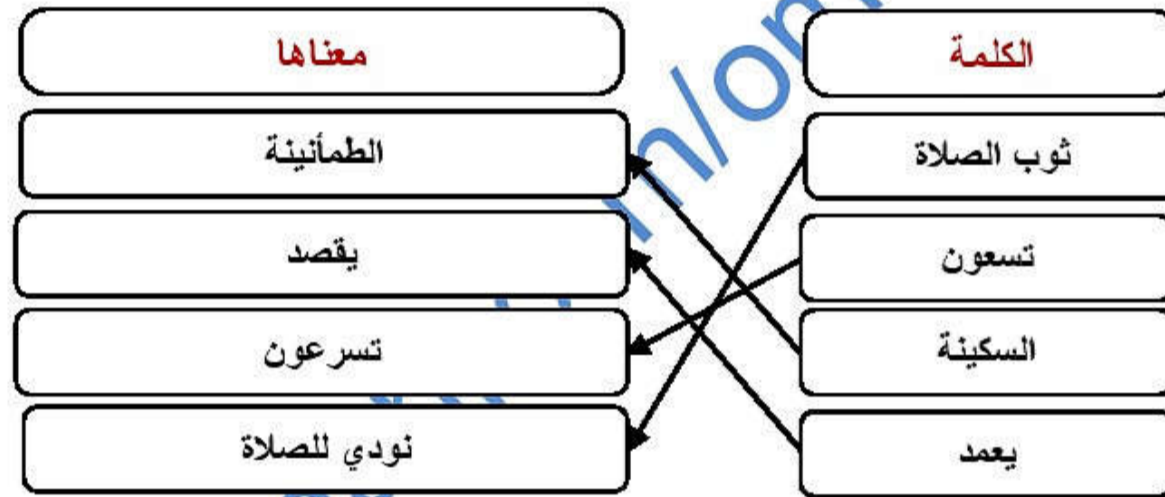 الكلمة
معناها
ثوب الصلاة
الطمأنينة
تسعون
يقصد
السكينة
تسرعون
يعمد
نودي للصلاة